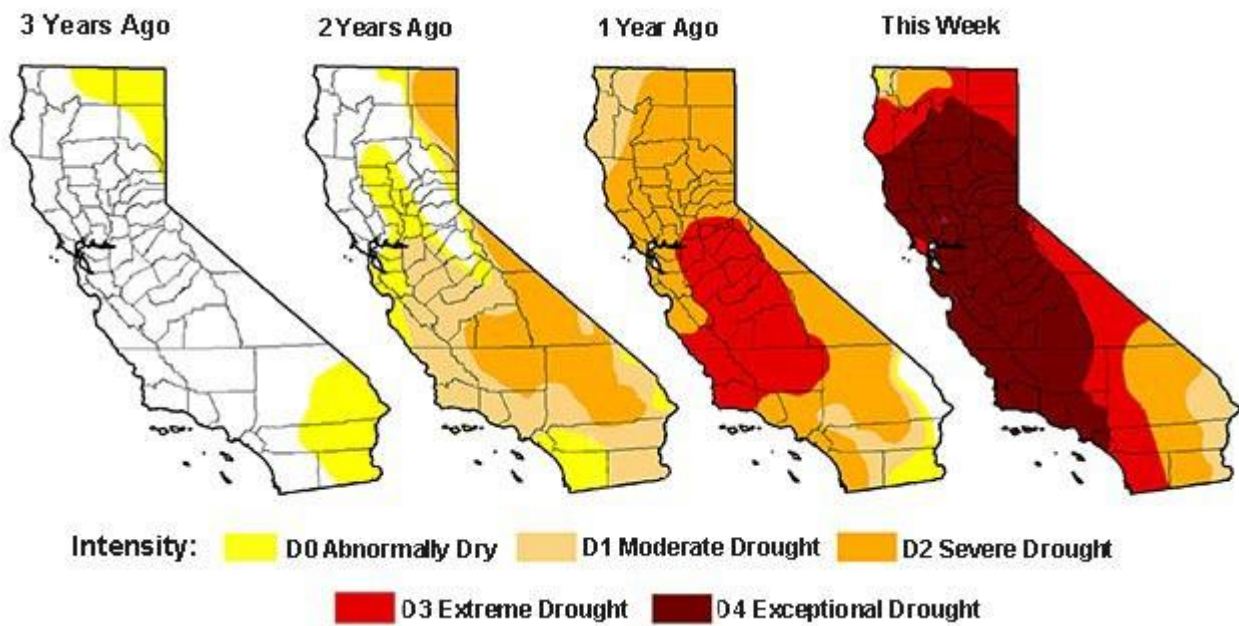 3 Years Ago
2 Years Ago
1 Year Ago
This Week
Intensity:
D0 Abnormally Dry
D1 Moderate Drought
D2 Severe Drought
D3 Extreme Drought
D4 Exceptional Drought